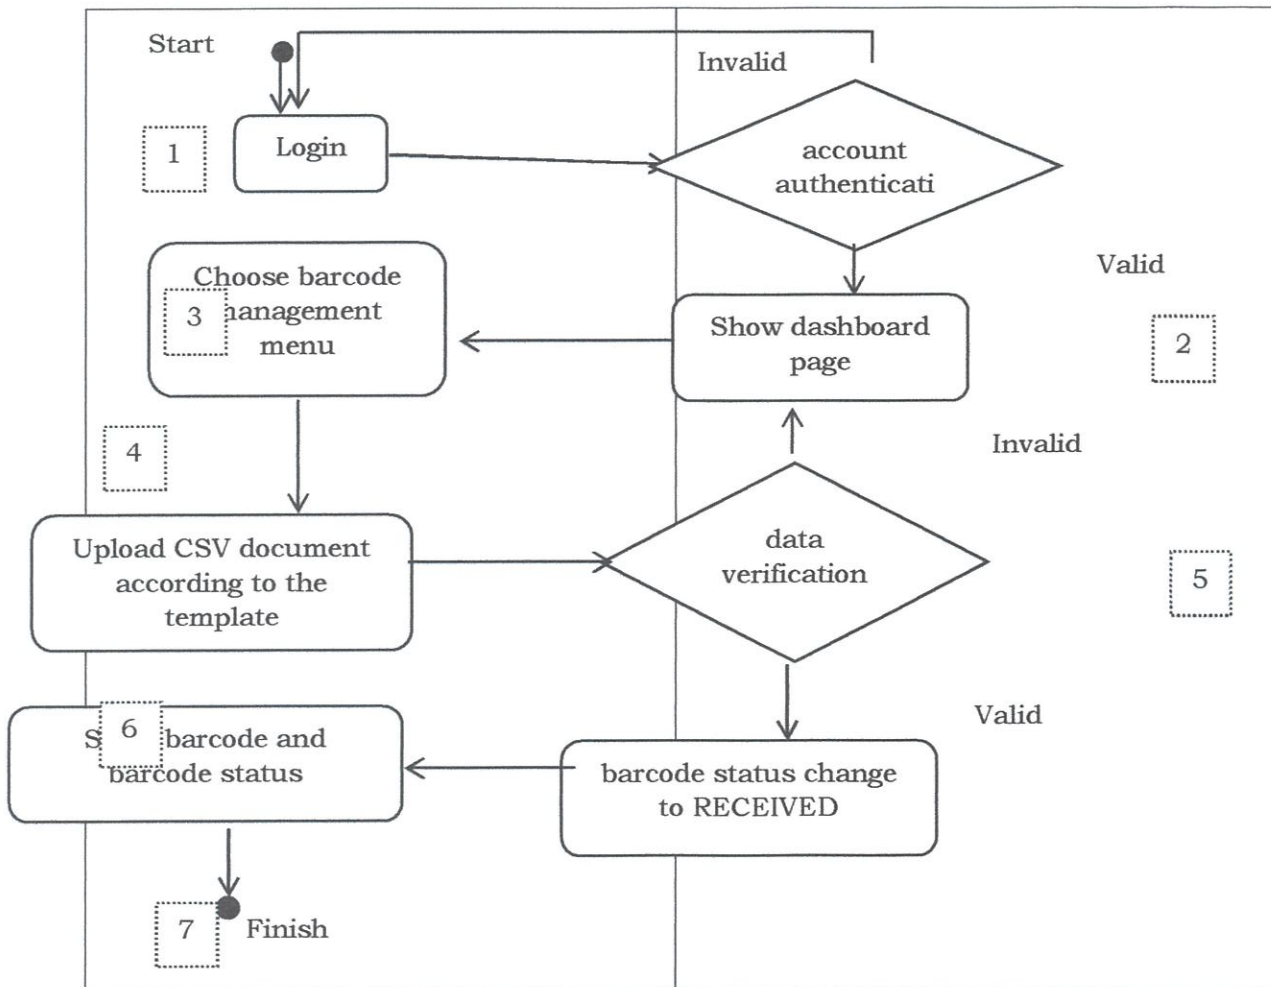 Start
Invalid
1
Login
account
authenticati
Valid
Choose barcode
3
management
menu
Show dashboard
page
2
4
Invalid
Upload CSV document
according to the
template
data
verification
5
6
barcode and
barcode status
Valid
barcode status change
to RECEIVED
7
Finish